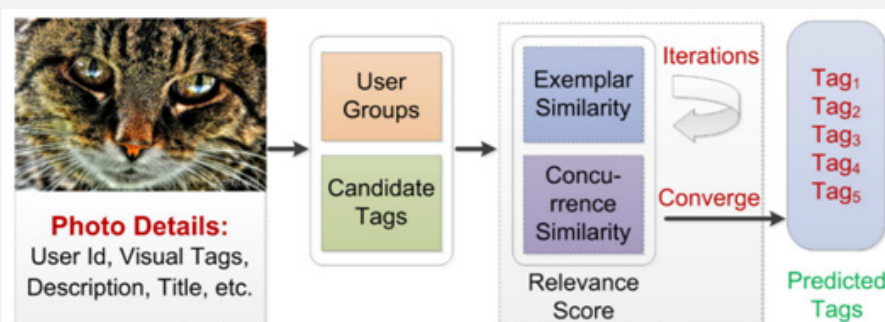 Photo Details:
User Id, Visual Tags,
Description, Title, etc.
User
Groups
Candidate
Tags
Exemplar
Similarity
Concu-
rrence
Similarity
Relevance
Score
Iterations
Converge
Tag1
Tag2
Tag3
Tag4
Tag5
Predicted
Tags